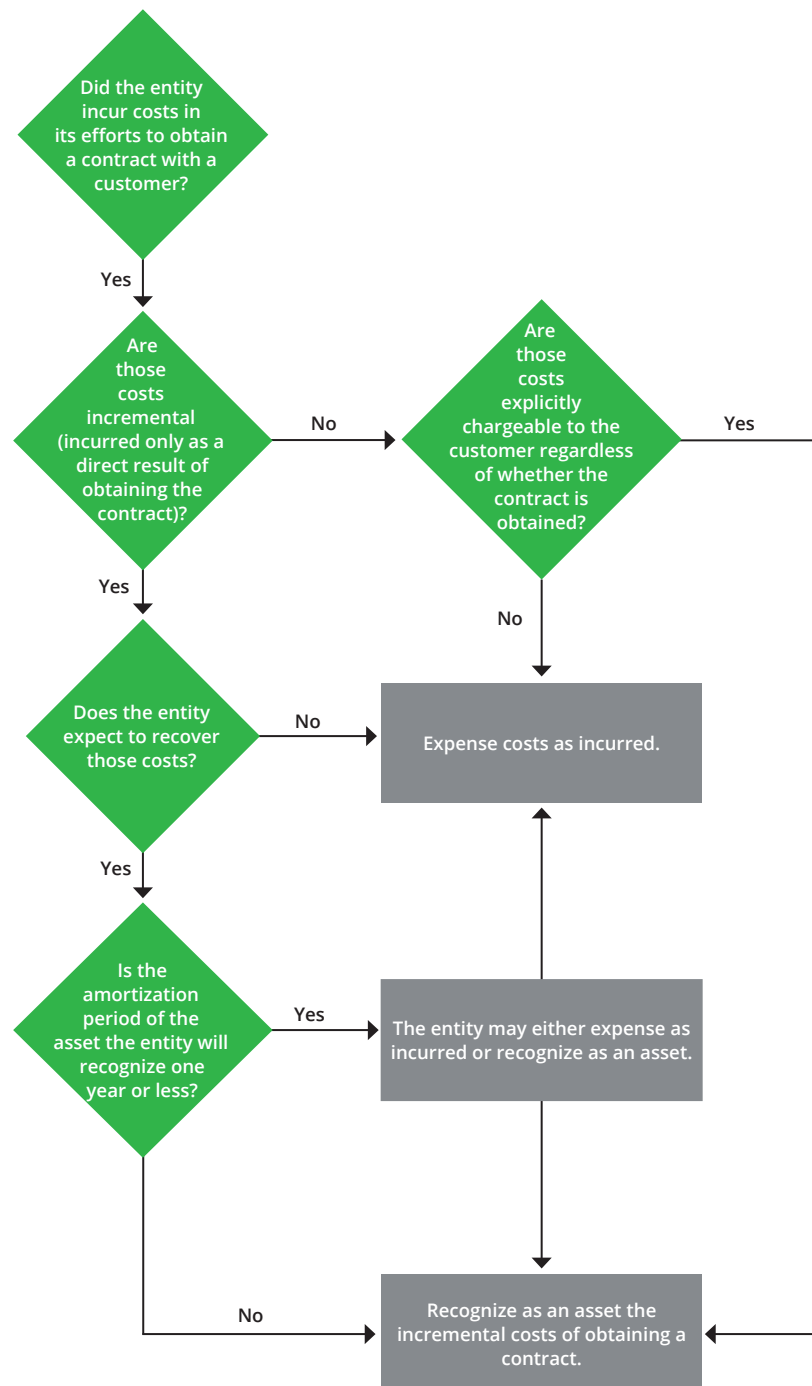 Did the entity
incur costs in
its efforts to obtain
a contract with a
customer?
Yes
Are
those
costs
incremental
(incurred only as a
direct result of
obtaining the
contract)?
No
Are
those
costs
explicitly
chargeable to the
customer regardless
of whether the
contract is
obtained?
Yes
Yes
No
Does the entity
expect to recover
those costs?
No
Expense costs as incurred.
Yes
Is the
amortization
period of the
asset the entity will
recognize one
year or less?
Yes
The entity may either expense as
incurred or recognize as an asset.
No
Recognize as an asset the
incremental costs of obtaining a
contract.